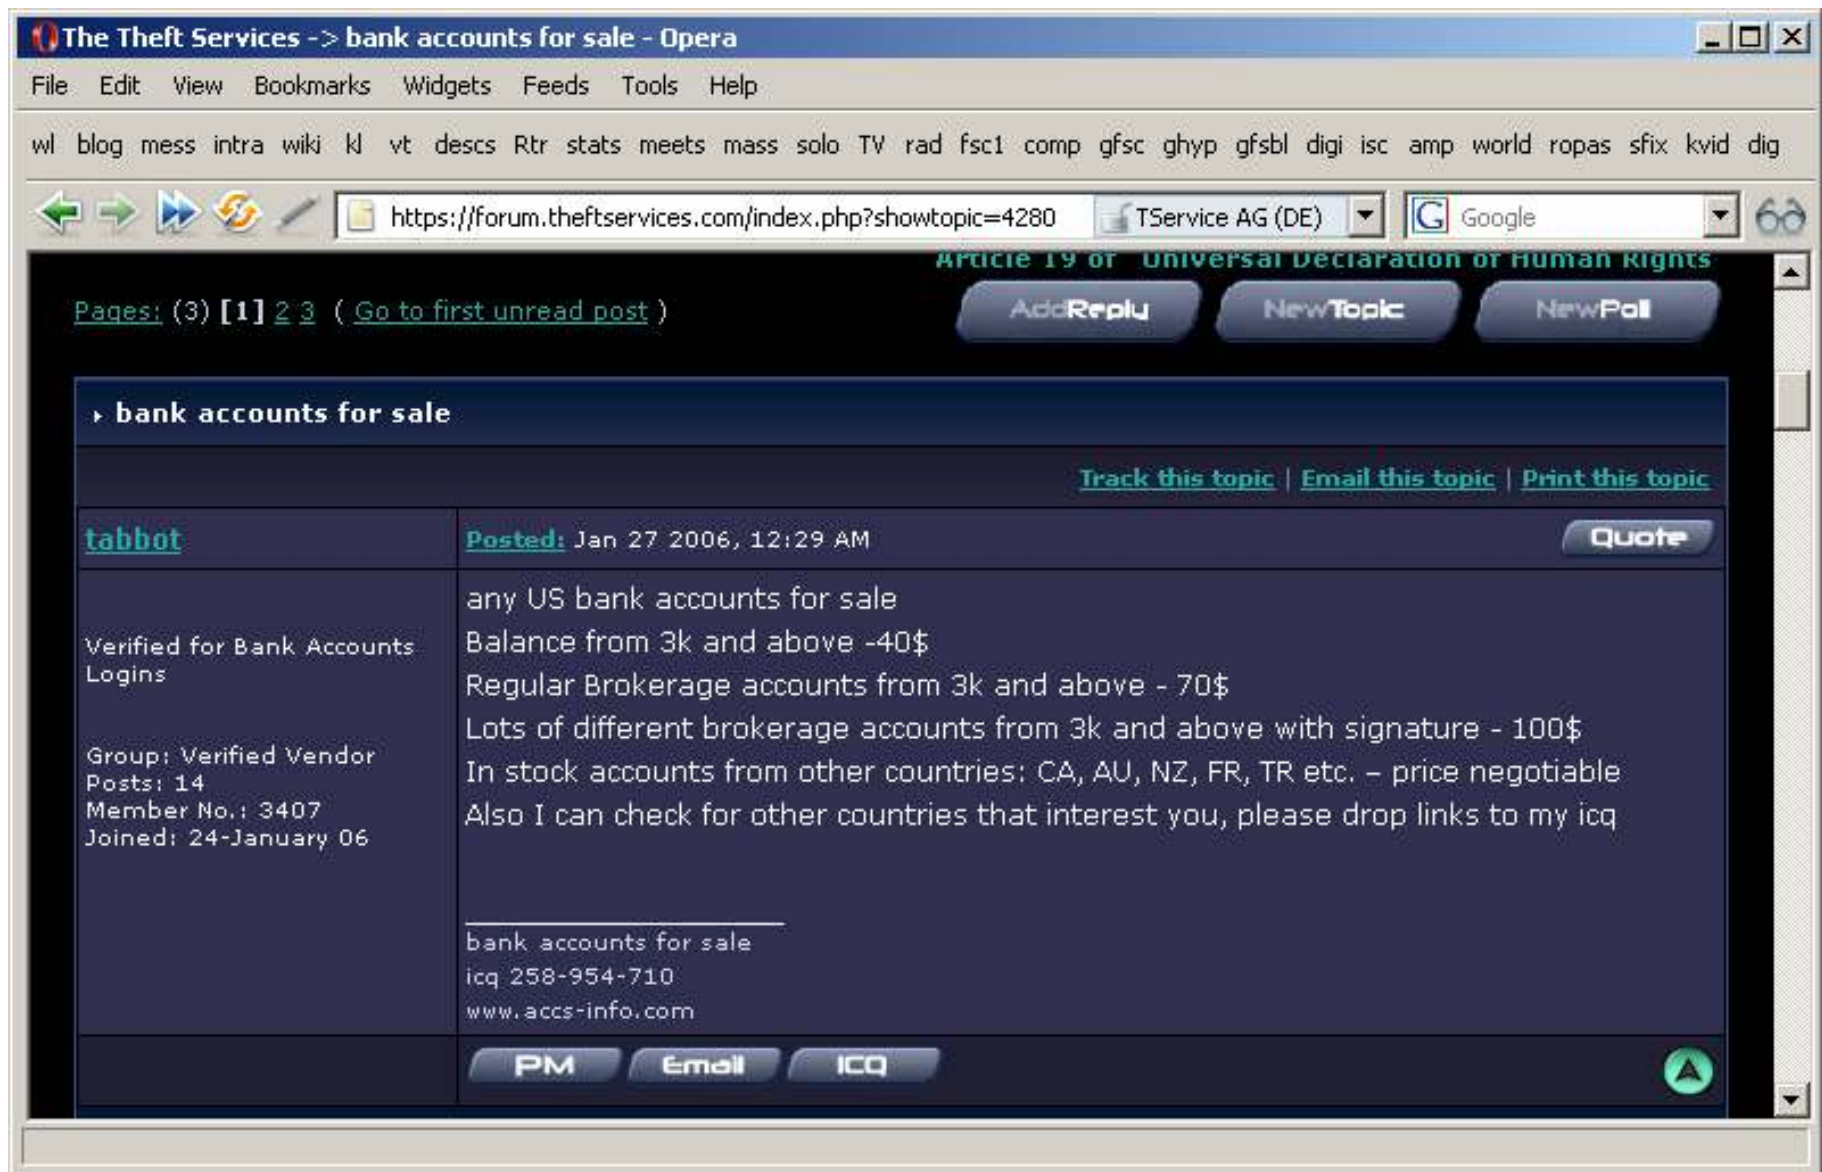 The Theft Services -> bank accounts for sale - Opera
File Edit View Bookmarks Widgets Feeds Tools Help
wl blog mess intra wiki kl vt descs Rtr stats meets mass solo TV rad fsc1 comp gfsc ghyp gfsbl digi isc amp world ropas sfix kvid dig
https://forum.theftservices.com/index.php?showtopic=4280 TService AG (DE) G Google
Article 19 of "Universal Declaration of Human Rights
Pages: (3) [1] 2 3 ( Go to first unread post ) AddReply NewTopic NewPoll
bank accounts for sale
Track this topic | Email this topic | Print this topic
tabbot Posted: Jan 27 2006, 12:29 AM Quote
Verified for Bank Accounts
Logins
Group: Verified Vendor
Posts: 14
Member No.: 3407
Joined: 24-January 06
any US bank accounts for sale
Balance from 3k and above -40$
Regular Brokerage accounts from 3k and above - 70$
Lots of different brokerage accounts from 3k and above with signature - 100$
In stock accounts from other countries: CA, AU, NZ, FR, TR etc. – price negotiable
Also I can check for other countries that interest you, please drop links to my icq
bank accounts for sale
icq 258-954-710
www.accs-info.com
PM Email ICQ